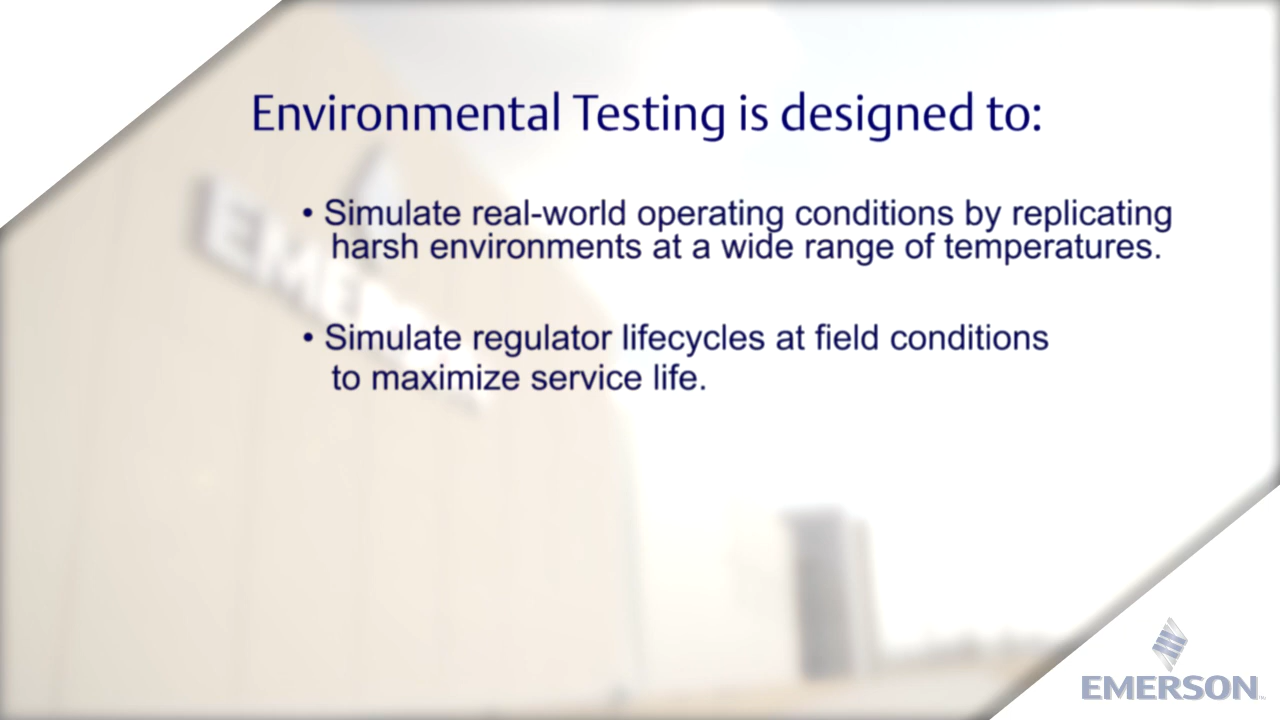 Environmental Testing is designed to:
• Simulate real-world operating conditions by replicating
harsh environments at a wide range of temperatures.
• Simulate regulator lifecycles at field conditions
to maximize service life.
EMERSON